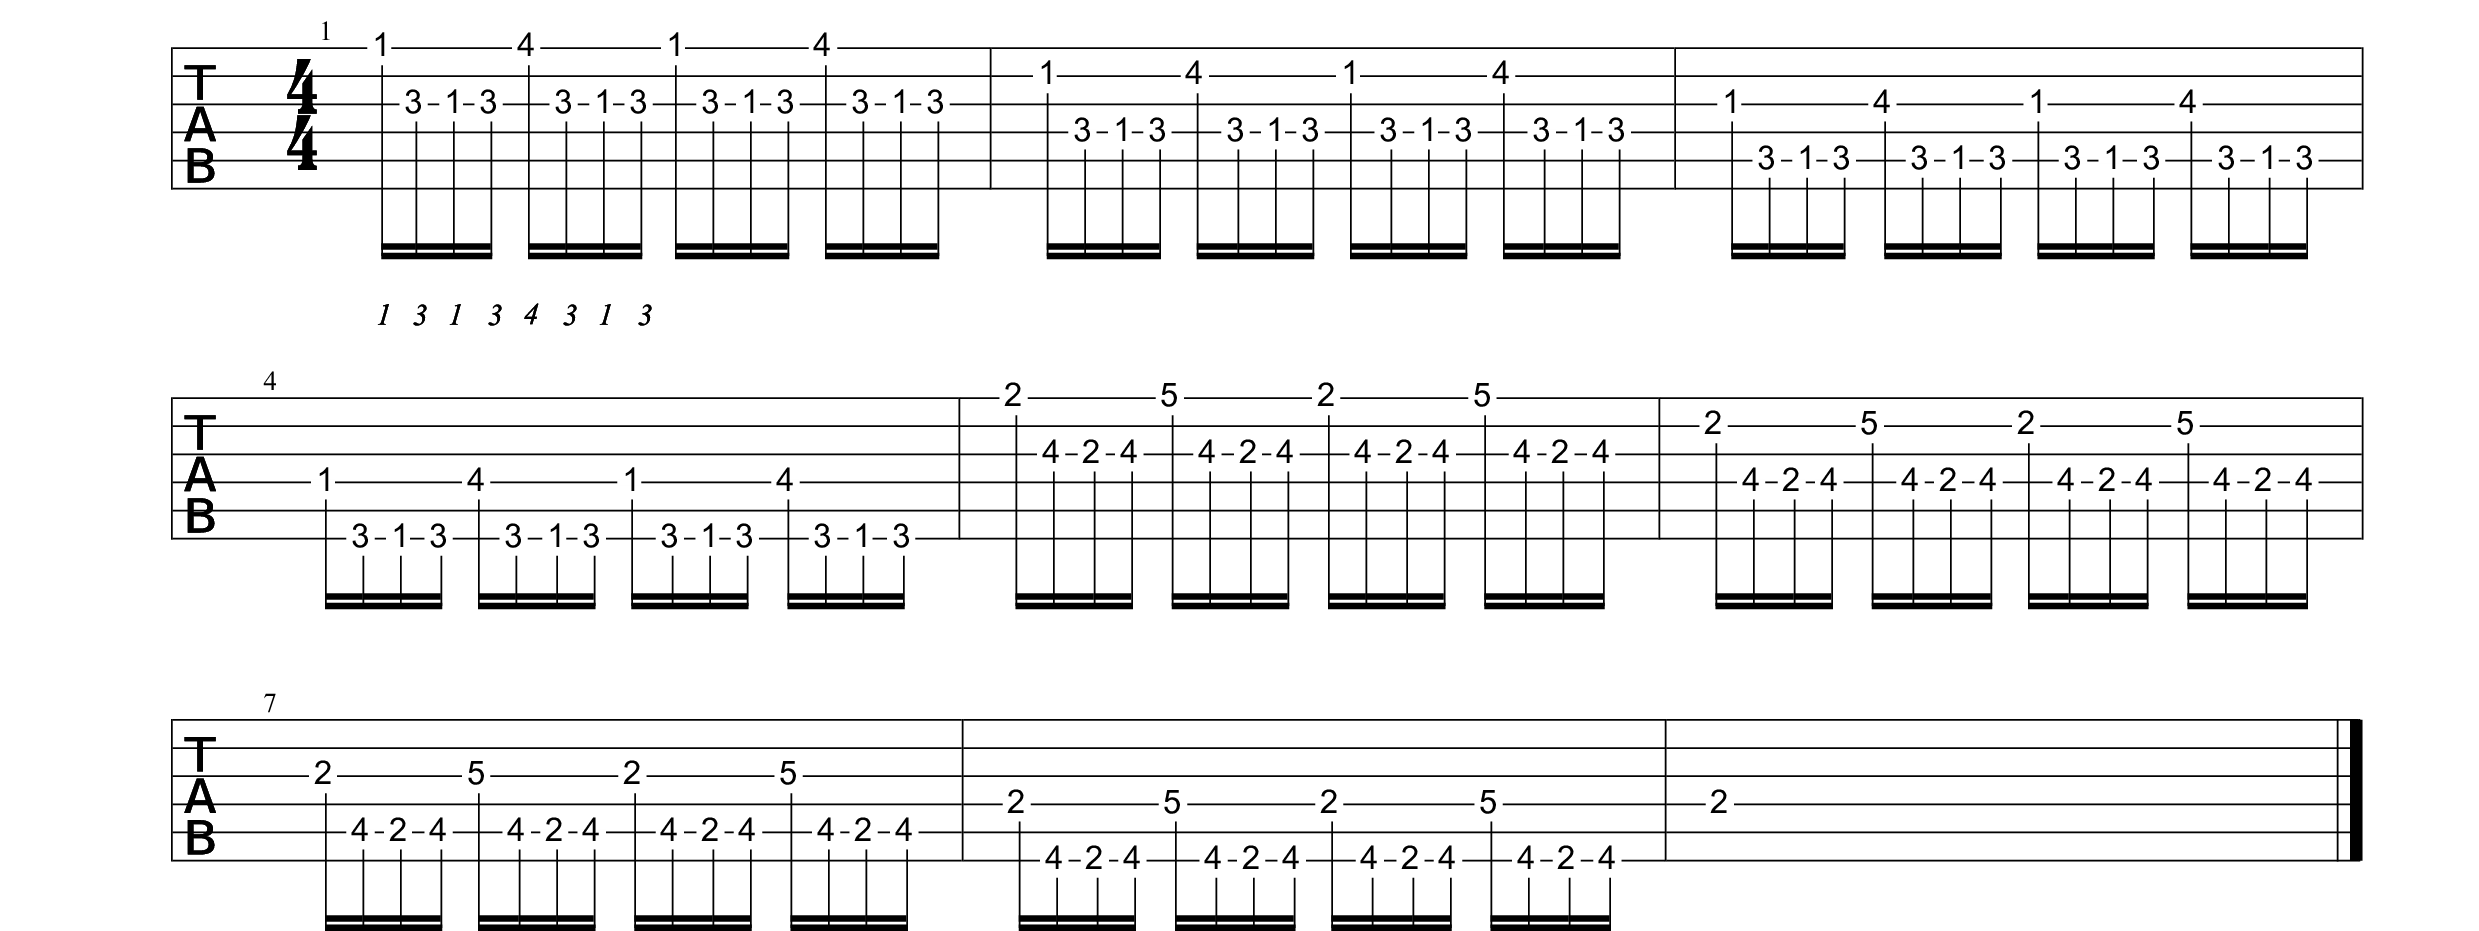 1
T A B 4/4
1 4 1 4 1 4 1 4 1 4 1 4
3-1-3 3-1-3 3-1-3 3-1-3 3-1-3 3-1-3 3-1-3 3-1-3 3-1-3 3-1-3 3-1-3 3-1-3
1 3 1 3 4 3 1 3
4
T A B
1 4 1 4 2 5 2 5 2 5 2 5
3-1-3 3-1-3 3-1-3 3-1-3 4-2-4 4-2-4 4-2-4 4-2-4 4-2-4 4-2-4 4-2-4 4-2-4
7
T A B
2 5 2 5 2 5 2 5 2
4-2-4 4-2-4 4-2-4 4-2-4 4-2-4 4-2-4 4-2-4 4-2-4